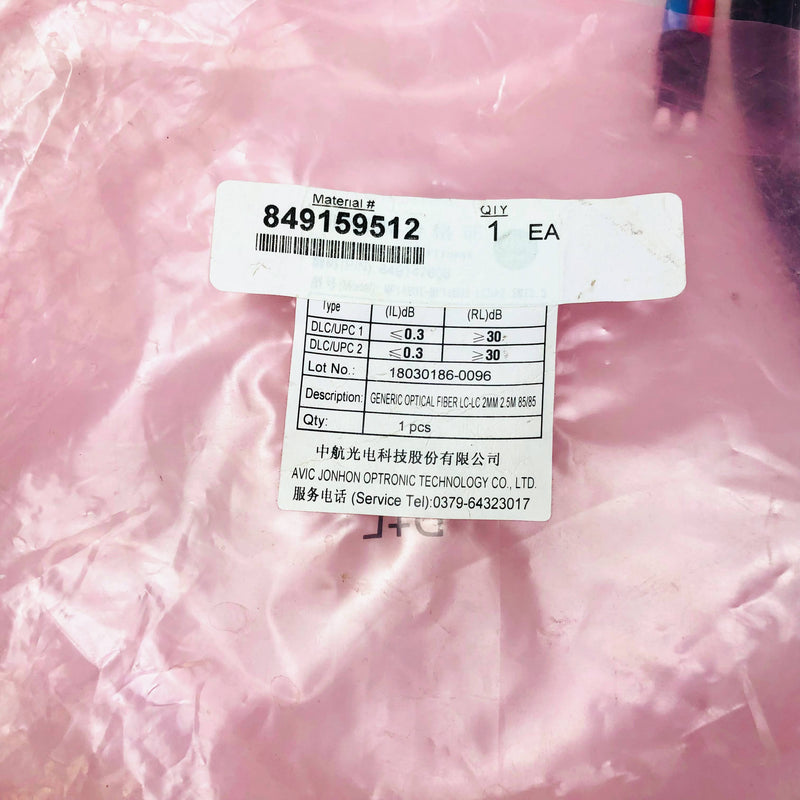 Material #
849159512
QTY
1 EA
Type (IL)dB (RL)dB
DLC/UPC 1 ≤0.3 ≥30
DLC/UPC 2 ≤0.3 ≥30
Lot No.: 18030186-0096
Description: GENERIC OPTICAL FIBER LC-LC 2MM 2.5M 85/85
Qty: 1 pcs
中航光电科技股份有限公司
AVIC JONHON OPTRONIC TECHNOLOGY CO., LTD.
服务电话 (Service Tel):0379-64323017